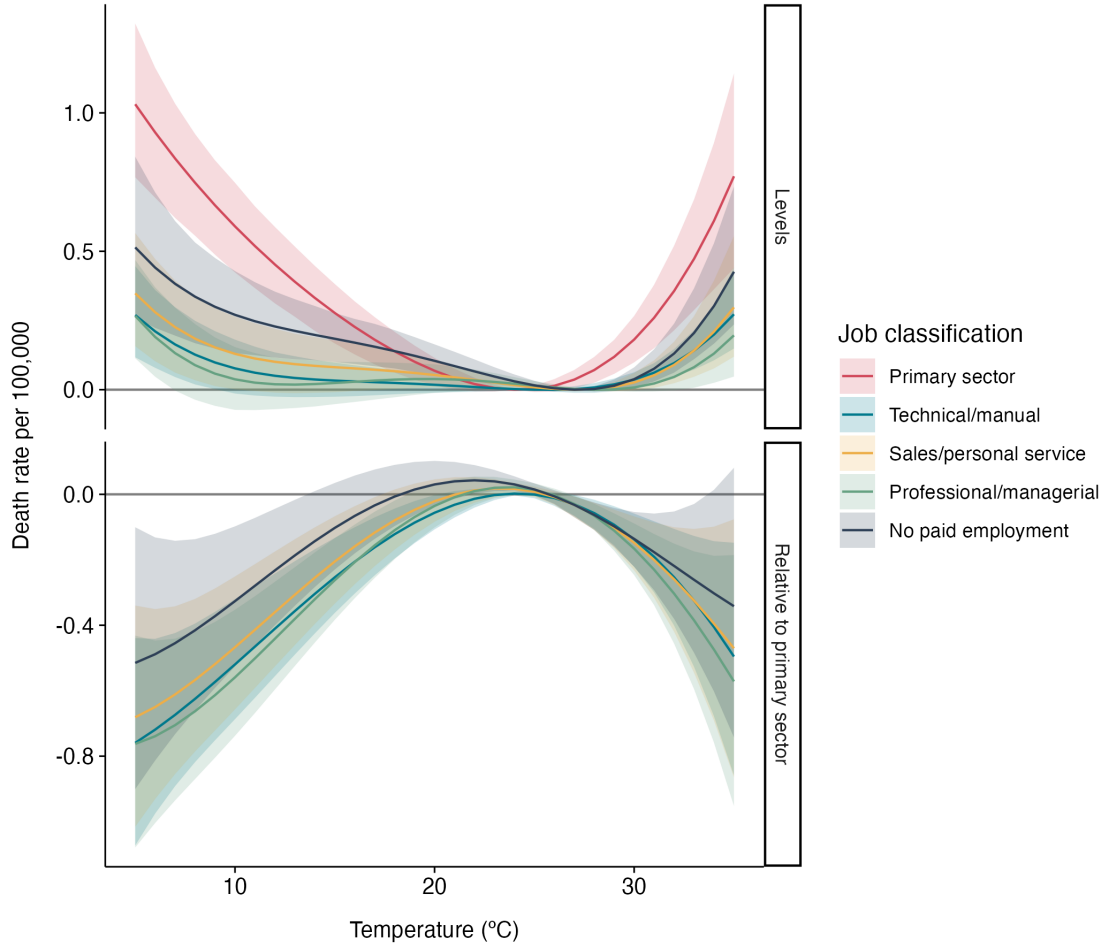 Death rate per 100,000
1.0
0.5
0.0
Levels
0.0
-0.4
-0.8
Relative to primary sector
10
20
30
Temperature (ºC)
Job classification
Primary sector
Technical/manual
Sales/personal service
Professional/managerial
No paid employment